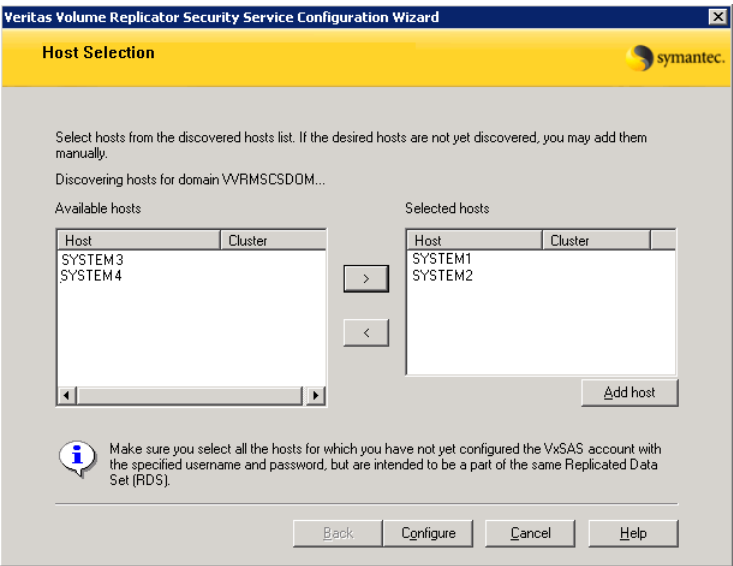 Veritas Volume Replicator Security Service Configuration Wizard
Host Selection
symantec.
Select hosts from the discovered hosts list. If the desired hosts are not yet discovered, you may add them
manually.
Discovering hosts for domain VVRMSCSDOM...
Available hosts
Selected hosts
Host Cluster
Host Cluster
SYSTEM3
SYSTEM4
SYSTEM1
SYSTEM2
>
<
Add host
Make sure you select all the hosts for which you have not yet configured the VxSAS account with
the specified username and password, but are intended to be a part of the same Replicated Data
Set (RDS).
Back Configure Cancel Help